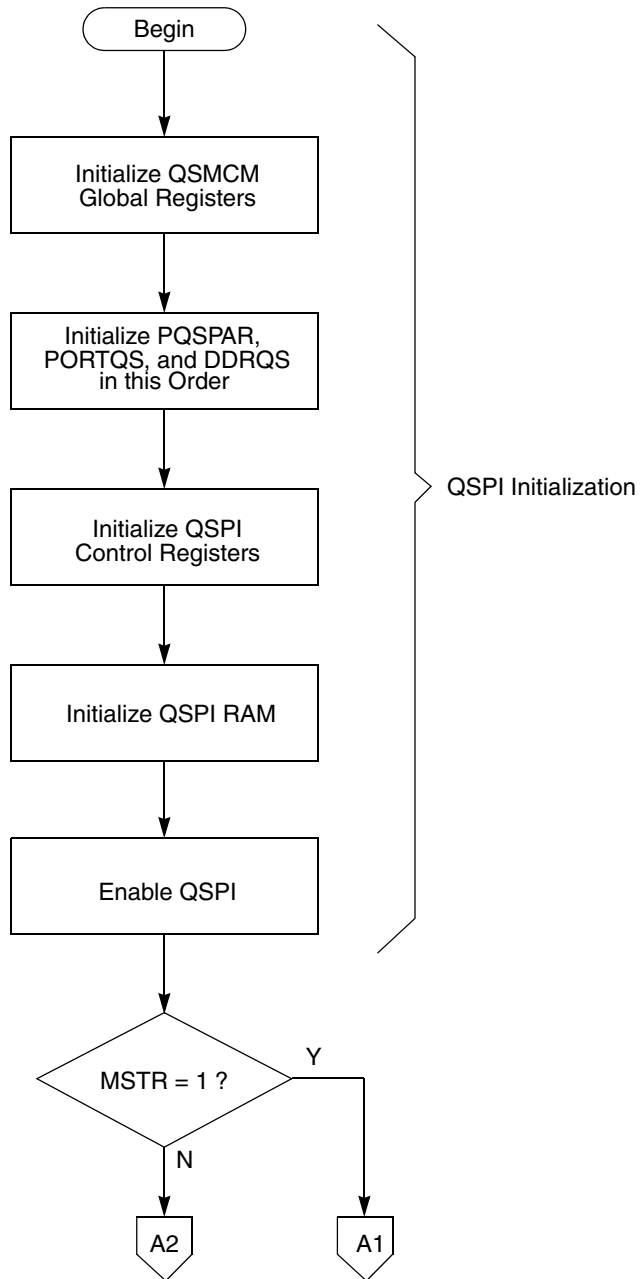 Begin
Initialize QSMCM
Global Registers
Initialize PQSPAR,
PORTQS, and DDRQS
in this Order
QSPI Initialization
Initialize QSPI
Control Registers
Initialize QSPI RAM
Enable QSPI
MSTR = 1 ?
Y
N
A2
A1